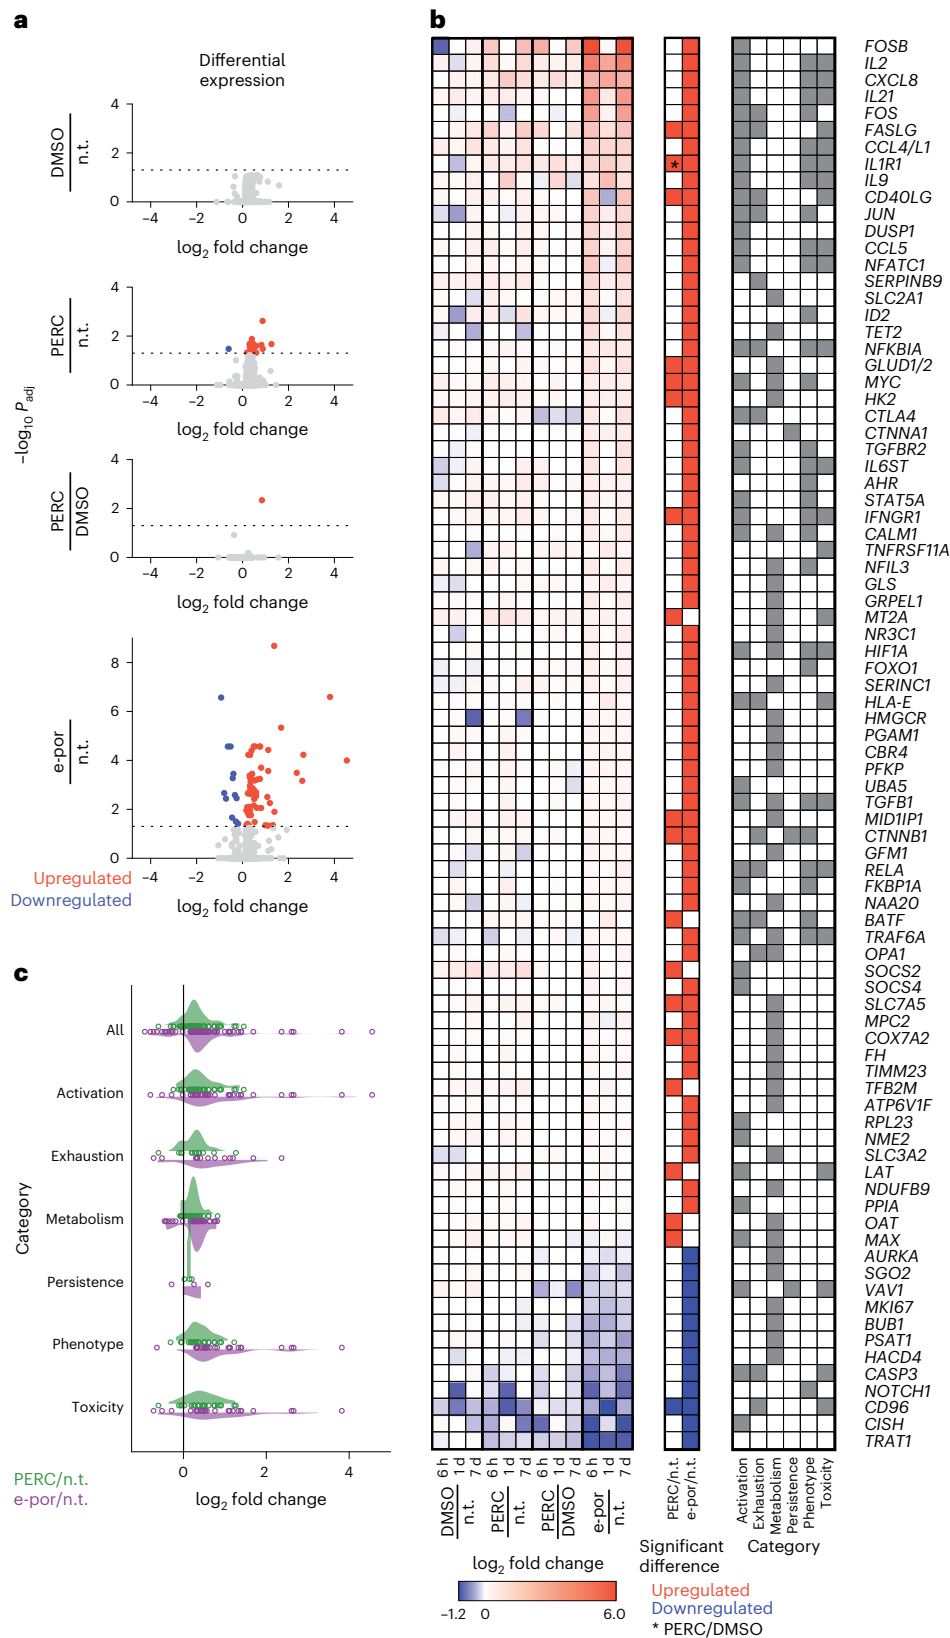 a
Differential
expression
−log10 Padj
DMSO
n.t.
4
2
0
−4 −2 0 2 4
log2 fold change
PERC
n.t.
4
2
0
−4 −2 0 2 4
log2 fold change
PERC
DMSO
4
2
0
−4 −2 0 2 4
log2 fold change
e-por
n.t.
8
6
4
2
0
−4 −2 0 2 4
log2 fold change
Upregulated
Downregulated
b
FOSB
IL2
CXCL8
IL21
FOS
FASLG
CCL4/L1
IL1R1
IL9
CD40LG
JUN
DUSP1
CCL5
NFATC1
SERPINB9
SLC2A1
ID2
TET2
NFKBIA
GLUD1/2
MYC
HK2
CTLA4
CTNNA1
TGFBR2
IL6ST
AHR
STAT5A
IFNGR1
CALM1
TNFRSF11A
NFIL3
GLS
GRPEL1
MT2A
NR3C1
HIF1A
FOXO1
SERINC1
HLA-E
HMGCR
PGAM1
CBR4
PFKP
UBA5
TGFB1
MID1IP1
CTNNB1
GFM1
RELA
FKBP1A
NAA20
BATF
TRAF6A
OPA1
SOCS2
SOCS4
SLC7A5
MPC2
COX7A2
FH
TIMM23
TFB2M
ATP6V1F
RPL23
NME2
SLC3A2
LAT
NDUFB9
PPIA
OAT
MAX
AURKA
SGO2
VAV1
MKI67
BUB1
PSAT1
HACD4
CASP3
NOTCH1
CD96
CISH
TRAT1
*
6 h 1 d 7 d 6 h 1 d 7 d 6 h 1 d 7 d 6 h 1 d 7 d
DMSO
n.t.
PERC
n.t.
PERC
DMSO
e-por
n.t.
PERC/n.t.
e-por/n.t.
Significant
difference
Activation
Exhaustion
Metabolism
Persistence
Phenotype
Toxicity
Category
log2 fold change
−1.2 0 6.0
Upregulated
Downregulated
* PERC/DMSO
c
Category
All
Activation
Exhaustion
Metabolism
Persistence
Phenotype
Toxicity
0 2 4
log2 fold change
PERC/n.t.
e-por/n.t.